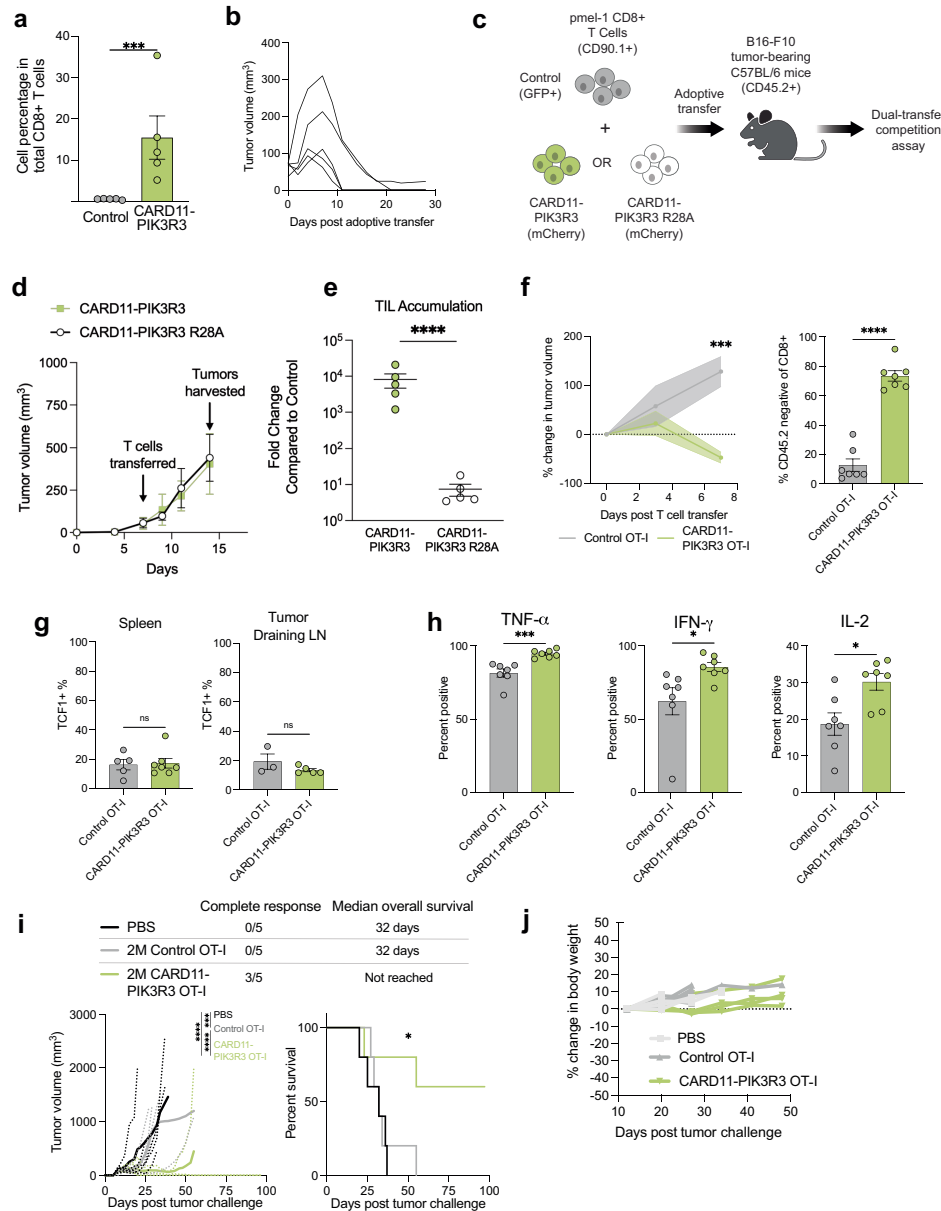 a
Cell percentage in
total CD8+ T cells
40
30
20
10
***
Control
CARD11-
PIK3R3
b
Tumor volume (mm³)
400
300
200
100
0
0
10
20
30
Days post adoptive transfer
c
pmel-1 CD8+
T Cells
(CD90.1+)
Control
(GFP+)
+
OR
CARD11-
PIK3R3
(mCherry)
CARD11-
PIK3R3 R28A
(mCherry)
Adoptive
transfer
B16-F10
tumor-bearing
C57BL/6 mice
(CD45.2+)
Dual-transfe
competition
assay
d
CARD11-PIK3R3
CARD11-PIK3R3 R28A
Tumor volume (mm³)
1000
750
500
250
0
T cells
transferred
Tumors
harvested
0
5
10
15
Days
e
TIL Accumulation
****
Fold Change
Compared to Control
10⁵
10⁴
10³
10²
10¹
10⁰
CARD11-
PIK3R3
CARD11-
PIK3R3 R28A
f
% change in tumor volume
200
100
0
-100
***
0
2
4
6
8
Days post T cell transfer
Control OT-I
CARD11-
PIK3R3 OT-I
% CD45.2 negative of CD8+
100
80
60
40
20
0
****
Control OT-I
CARD11-PIK3R3 OT-I
g
Spleen
TCF1+ %
100
80
60
40
20
0
ns
Control OT-I
CARD11-PIK3R3 OT-I
Tumor
Draining LN
TCF1+ %
100
80
60
40
20
0
ns
Control OT-I
CARD11-PIK3R3 OT-I
h
TNF-α
***
Percent positive
100
50
0
Control OT-I
CARD11-PIK3R3 OT-I
IFN-γ
*
Percent positive
100
50
0
Control OT-I
CARD11-PIK3R3 OT-I
IL-2
*
Percent positive
40
30
20
10
0
Control OT-I
CARD11-PIK3R3 OT-I
i
Complete response Median overall survival
PBS 0/5 32 days
2M Control OT-I 0/5 32 days
2M CARD11-
PIK3R3 OT-I 3/5 Not reached
Tumor volume (mm³)
3000
2000
1000
0
0
25
50
75
100
Days post tumor challenge
****
***
****
PBS
Control OT-I
CARD11-
PIK3R3 OT-I
Percent survival
100
50
0
*
0
25
50
75
100
Days post tumor challenge
j
% change in body weight
50
40
30
20
10
0
-10
-20
-30
-40
-50
PBS
Control OT-I
CARD11-PIK3R3 OT-I
10
20
30
40
50
Days post tumor challenge